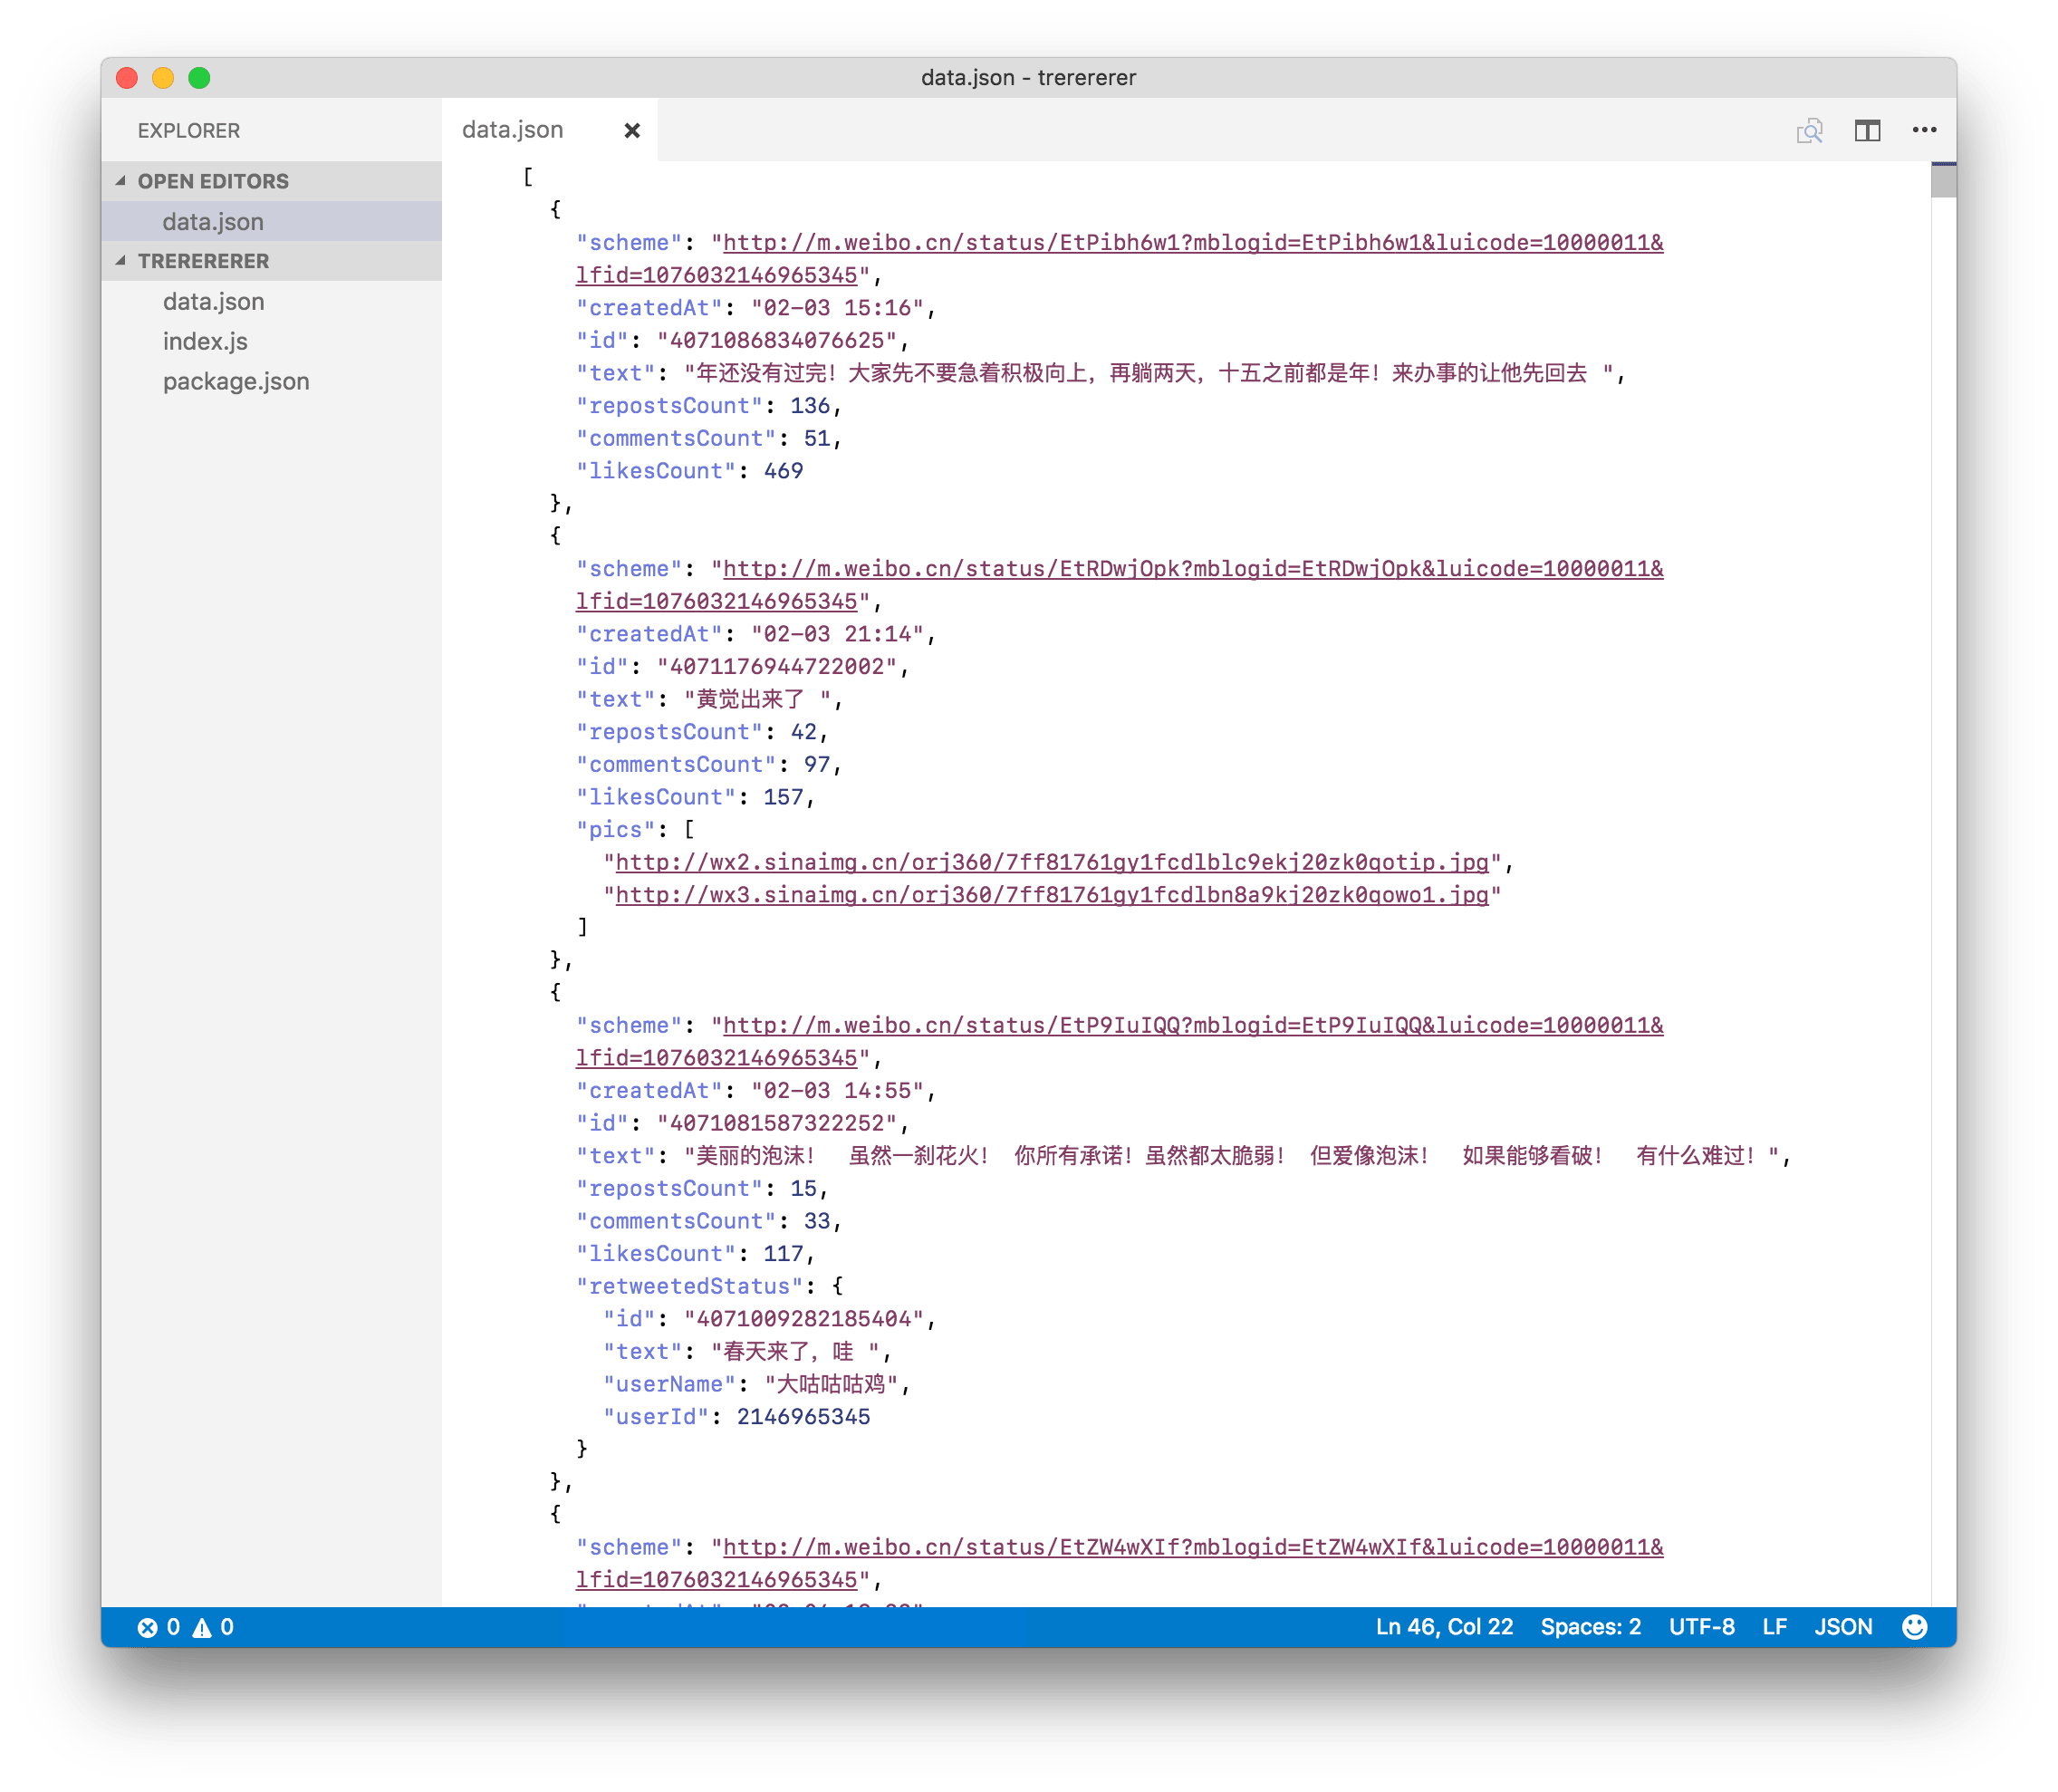 data.json - trerererer
EXPLORER
OPEN EDITORS
data.json
TRERERERER
data.json
index.js
package.json
data.json
[
{
"scheme": "http://m.weibo.cn/status/EtPibh6w1?mblogid=EtPibh6w1&luicode=10000011&
lfid=1076032146965345",
"createdAt": "02-03 15:16",
"id": "4071086834076625",
"text": "年还没有过完！大家先不要急着积极向上，再躺两天，十五之前都是年！来办事的让他先回去 ",
"repostsCount": 136,
"commentsCount": 51,
"likesCount": 469
},
{
"scheme": "http://m.weibo.cn/status/EtRDwjOpk?mblogid=EtRDwjOpk&luicode=10000011&
lfid=1076032146965345",
"createdAt": "02-03 21:14",
"id": "4071176944722002",
"text": "黄觉出来了 ",
"repostsCount": 42,
"commentsCount": 97,
"likesCount": 157,
"pics": [
"http://wx2.sinaimg.cn/orj360/7ff81761gy1fcdlblc9ekj20zk0qotip.jpg",
"http://wx3.sinaimg.cn/orj360/7ff81761gy1fcdlbn8a9kj20zk0qowo1.jpg"
]
},
{
"scheme": "http://m.weibo.cn/status/EtP9IuIQQ?mblogid=EtP9IuIQQ&luicode=10000011&
lfid=1076032146965345",
"createdAt": "02-03 14:55",
"id": "4071081587322252",
"text": "美丽的泡沫！  虽然一刹花火！ 你所有承诺！虽然都太脆弱！ 但爱像泡沫！  如果能够看破！  有什么难过！",
"repostsCount": 15,
"commentsCount": 33,
"likesCount": 117,
"retweetedStatus": {
"id": "4071009282185404",
"text": "春天来了，哇 ",
"userName": "大咕咕咕鸡",
"userId": 2146965345
}
},
{
"scheme": "http://m.weibo.cn/status/EtZW4wXIf?mblogid=EtZW4wXIf&luicode=10000011&
lfid=1076032146965345",
0 0
Ln 46, Col 22 Spaces: 2 UTF-8 LF JSON